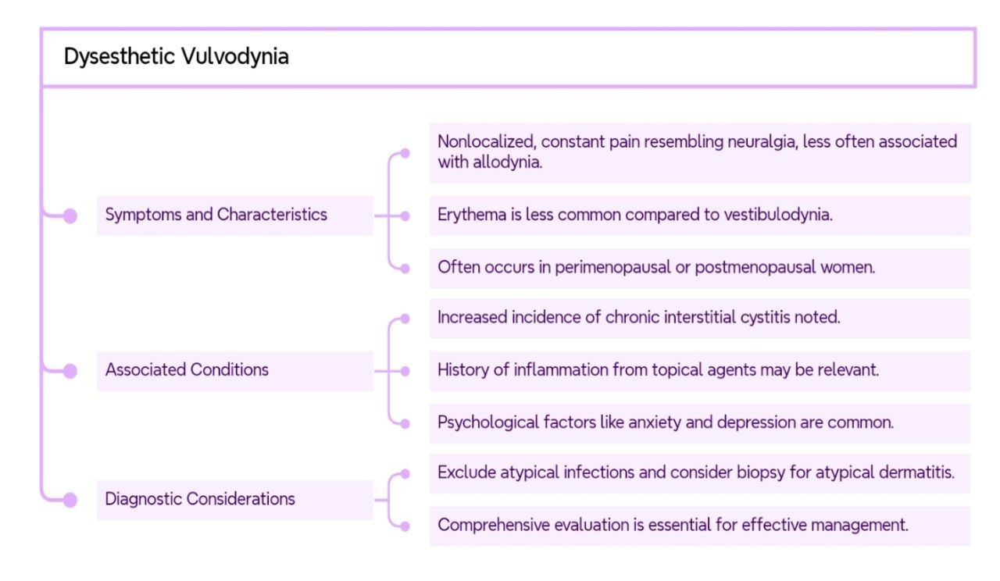 Dysesthetic Vulvodynia
Symptoms and Characteristics
Nonlocalized, constant pain resembling neuralgia, less often associated
with allodynia.
Erythema is less common compared to vestibulodynia.
Often occurs in perimenopausal or postmenopausal women.
Associated Conditions
Increased incidence of chronic interstitial cystitis noted.
History of inflammation from topical agents may be relevant.
Psychological factors like anxiety and depression are common.
Diagnostic Considerations
Exclude atypical infections and consider biopsy for atypical dermatitis.
Comprehensive evaluation is essential for effective management.